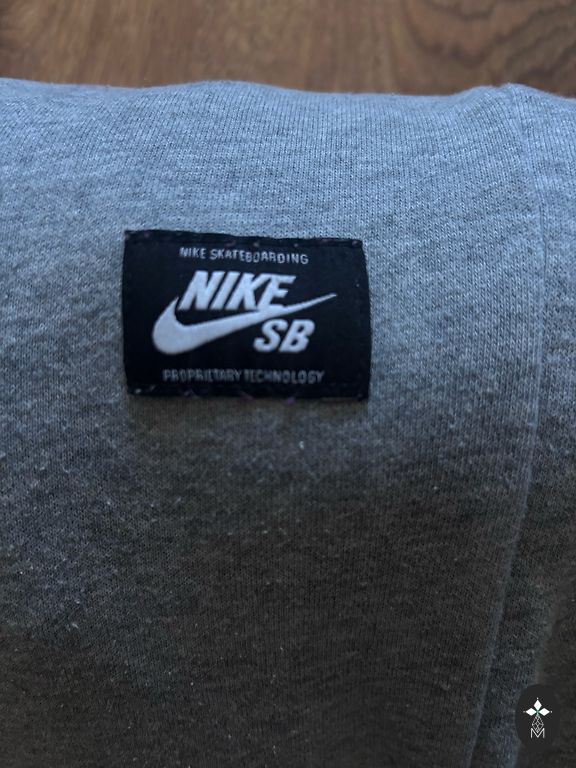 NIKE SKATEBOARDING
NIKE
SB
PROPRIETARY TECHNOLOGY
M